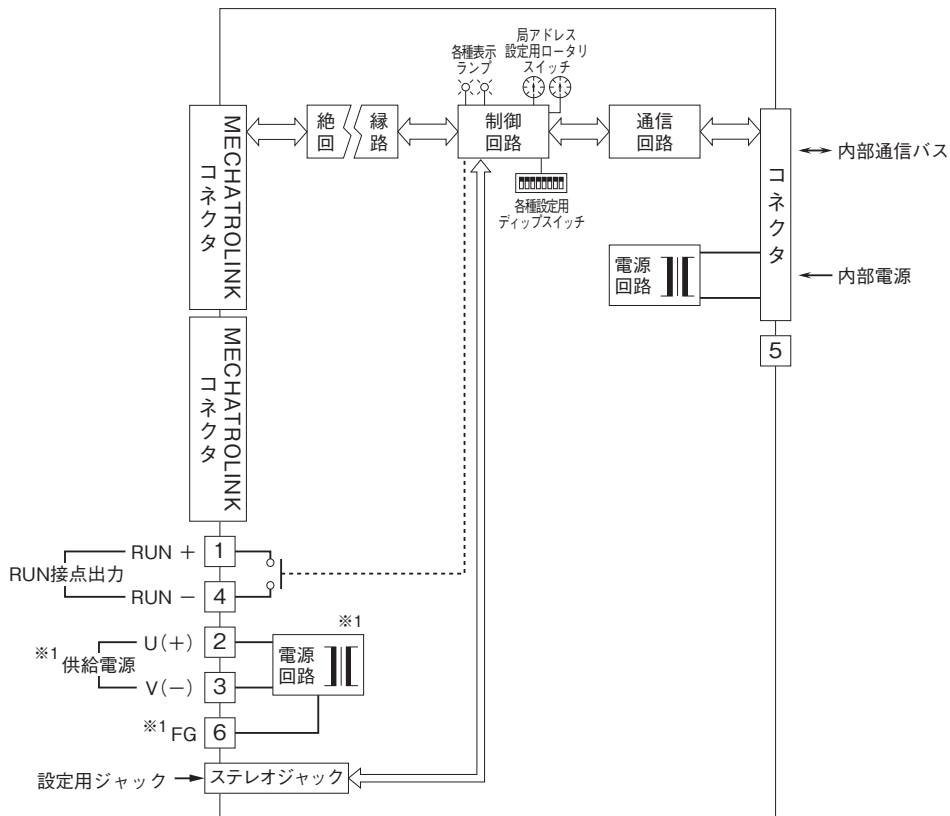 局アドレス
設定用ロータリ
スイッチ
各種表示
ランプ
MECHATROLINK
コネクタ
絶縁
回路
制御
回路
通信
回路
コネクタ
内部通信バス
各種設定用
ディップスイッチ
電源
回路
内部電源
5
MECHATROLINK
コネクタ
RUN +
1
RUN接点出力
RUN −
4
※1
U(+)
2
※1 供給電源
電源
回路
V(−)
3
※1 FG
6
設定用ジャック
ステレオジャック